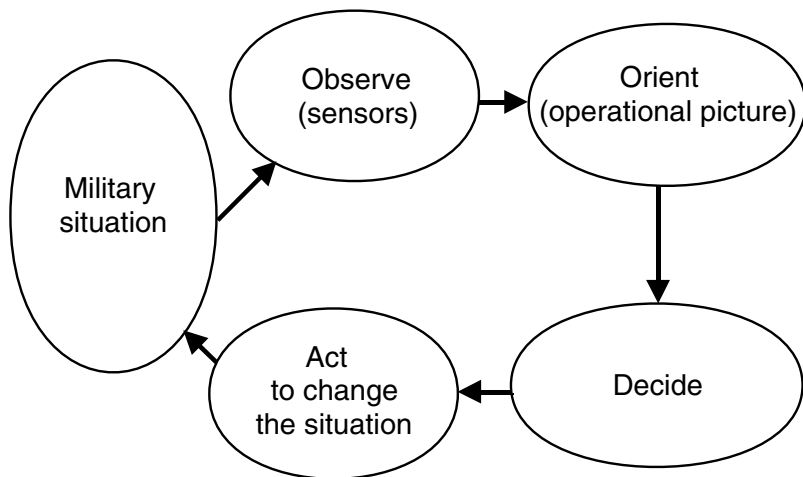 Observe
(sensors)
Orient
(operational picture)
Military
situation
Act
to change
the situation
Decide